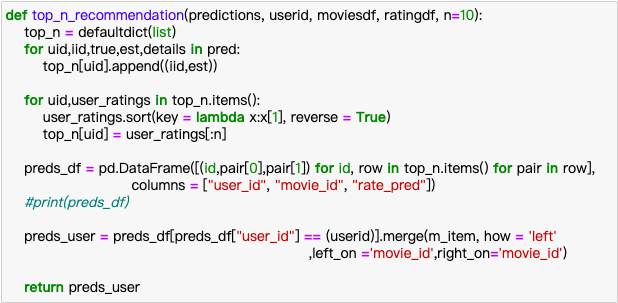 def top_n_recommendation(predictions, userid, moviesdf, ratingdf, n=10):
top_n = defaultdict(list)
for uid,iid,true,est,details in pred:
top_n[uid].append((iid,est))
for uid,user_ratings in top_n.items():
user_ratings.sort(key = lambda x:x[1], reverse = True)
top_n[uid] = user_ratings[:n]
preds_df = pd.DataFrame([(id,pair[0],pair[1]) for id, row in top_n.items() for pair in row],
columns = ["user_id", "movie_id", "rate_pred"])
#print(preds_df)
preds_user = preds_df[preds_df["user_id"] == (userid)].merge(m_item, how = 'left'
,left_on ='movie_id',right_on='movie_id')
return preds_user